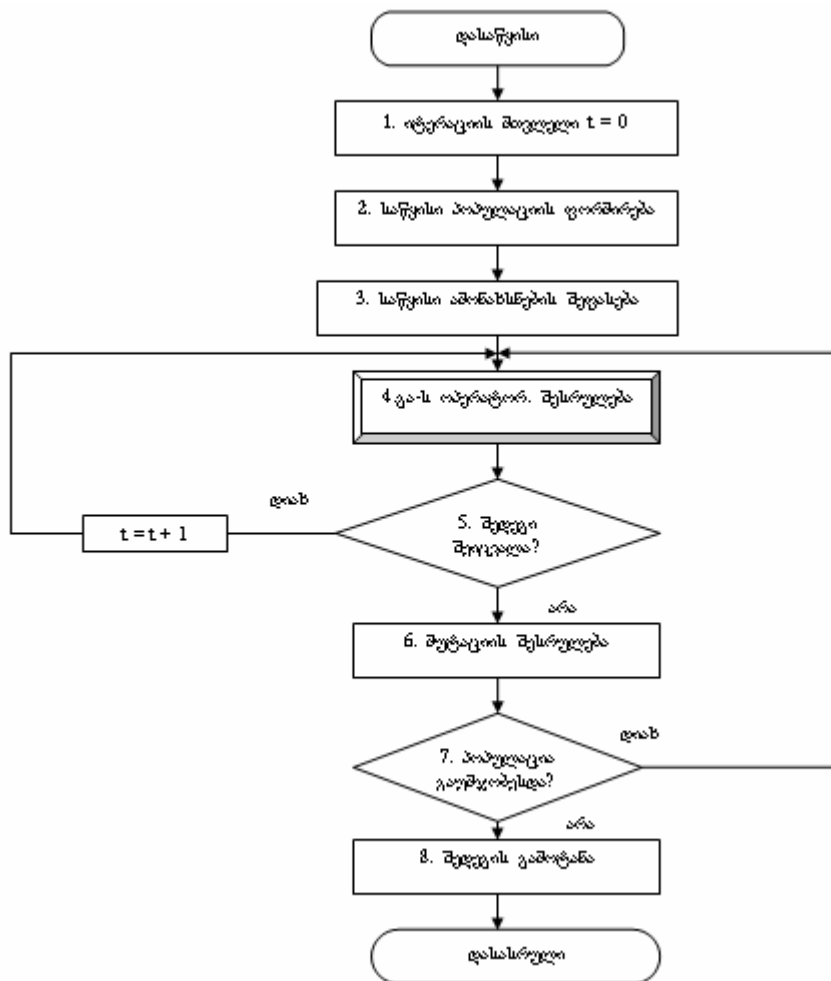 დასაწყისი
1. იტერაციის მთვლელი t = 0
2. საწყისი პოპულაციის ფორმირება
3. საწყისი ამონახსნების შეფასება
4.გა-ს ოპერატორ. შესრულება
დიახ
5. შედეგი
შეიცვალა?
t = t + 1
არა
6. მუტაციის შესრულება
დიახ
7. პოპულაცია
გაუმჯობესდა?
არა
8. შედეგის გამოტანა
დასასრული